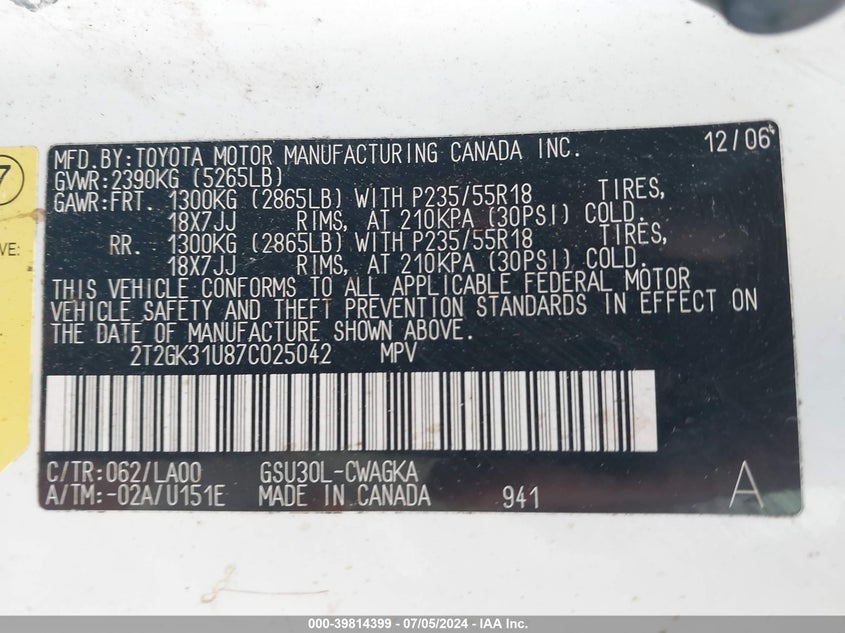 7
VE:
MFD.BY:TOYOTA MOTOR MANUFACTURING CANADA INC. 12/06
GVWR:2390KG (5265LB)
GAWR:FRT. 1300KG (2865LB) WITH P235/55R18 TIRES,
18X7JJ RIMS, AT 210KPA (30PSI) COLD.
RR. 1300KG (2865LB) WITH P235/55R18 TIRES,
18X7JJ RIMS, AT 210KPA (30PSI) COLD.
THIS VEHICLE CONFORMS TO ALL APPLICABLE FEDERAL MOTOR
VEHICLE SAFETY AND THEFT PREVENTION STANDARDS IN EFFECT ON
THE DATE OF MANUFACTURE SHOWN ABOVE.
2T2GK31U87C025042 MPV
C/TR:062/LA00 GSU30L-CWAGKA
A/TM:-02A/U151E MADE IN CANADA 941 A
000-39814399 - 07/05/2024 - IAA Inc.